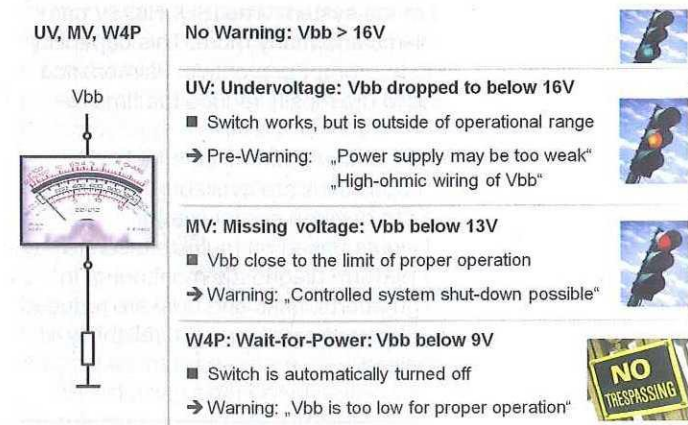 UV, MV, W4P
No Warning: Vbb > 16V
Vbb
UV: Undervoltage: Vbb dropped to below 16V
■ Switch works, but is outside of operational range
➔ Pre-Warning: „Power supply may be too weak“
„High-ohmic wiring of Vbb“
MV: Missing voltage: Vbb below 13V
■ Vbb close to the limit of proper operation
➔ Warning: „Controlled system shut-down possible“
W4P: Wait-for-Power: Vbb below 9V
■ Switch is automatically turned off
➔ Warning: „Vbb is too low for proper operation“
NO
TRESPASSING